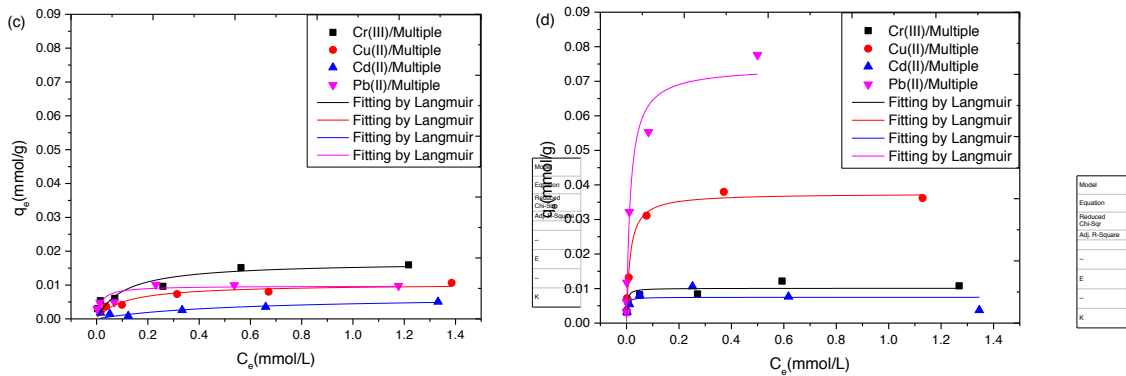 (c)
Cr(III)/Multiple
Cu(II)/Multiple
Cd(II)/Multiple
Pb(II)/Multiple
Fitting by Langmuir
Fitting by Langmuir
Fitting by Langmuir
Fitting by Langmuir
0.09
0.08
0.07
0.06
0.05
0.04
0.03
0.02
0.01
0.00
qe(mmol/g)
0.0 0.2 0.4 0.6 0.8 1.0 1.2 1.4
Ce(mmol/L)
Equation
Reduced
Chi-Sqr
Adj. R-Square
--
E
--
K
(d)
Cr(III)/Multiple
Cu(II)/Multiple
Cd(II)/Multiple
Pb(II)/Multiple
Fitting by Langmuir
Fitting by Langmuir
Fitting by Langmuir
Fitting by Langmuir
0.09
0.08
0.07
0.06
0.05
0.04
0.03
0.02
0.01
0.00
(mmol/g)
0.0 0.2 0.4 0.6 0.8 1.0 1.2 1.4
Ce(mmol/L)
Model
Equation
Reduced
Chi-Sqr
Adj. R-Square
--
E
--
K